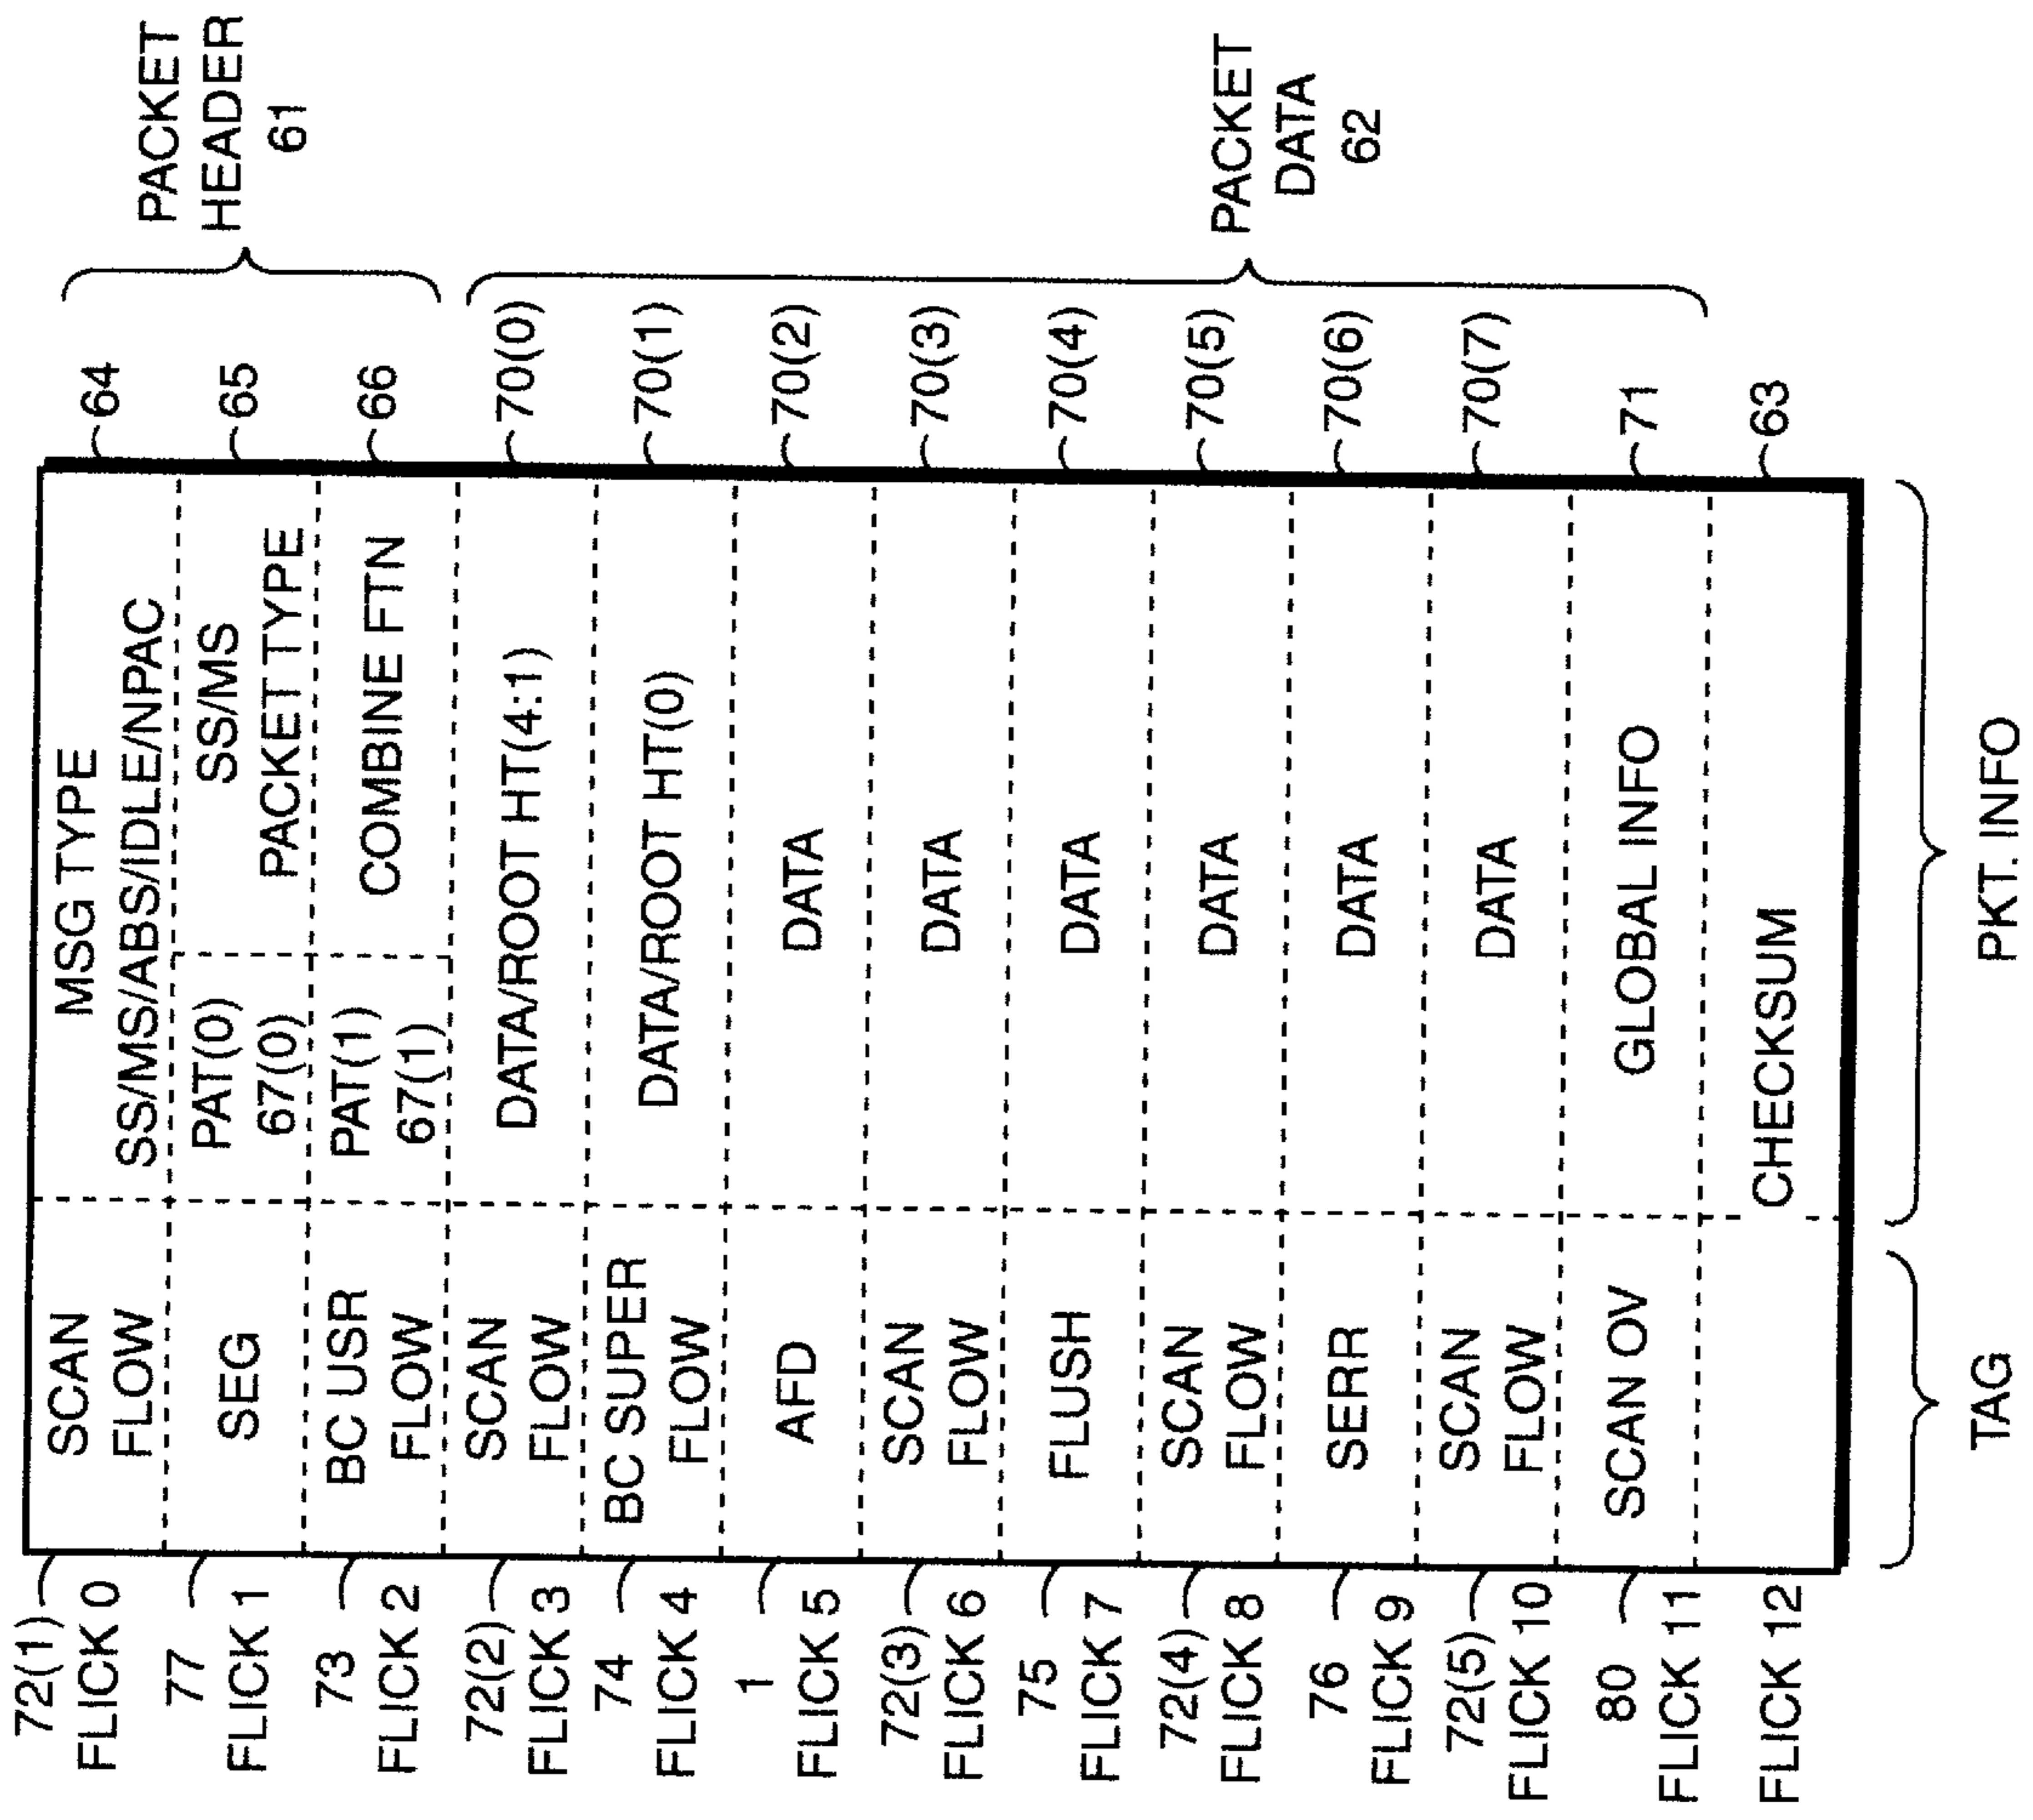 72(1)
FLICK 0
SCAN
FLOW
MSG TYPE
SS/MS/ABS/IDLE/NPAC
64
77
FLICK 1
SEG
PAT(0)
67(0)
SS/MS
PACKET TYPE
65
73
FLICK 2
BC USR
FLOW
PAT(1)
67(1)
COMBINE FTN
66
PACKET
HEADER
61
72(2)
FLICK 3
SCAN
FLOW
DATA/ROOT HT(4:1)
70(0)
74
FLICK 4
BC SUPER
FLOW
DATA/ROOT HT(0)
70(1)
1
FLICK 5
AFD
DATA
70(2)
72(3)
FLICK 6
SCAN
FLOW
DATA
70(3)
75
FLICK 7
FLUSH
DATA
70(4)
72(4)
FLICK 8
SCAN
FLOW
DATA
70(5)
76
FLICK 9
SERR
DATA
70(6)
72(5)
FLICK 10
SCAN
FLOW
DATA
70(7)
80
FLICK 11
SCAN OV
GLOBAL INFO
71
PACKET
DATA
62
FLICK 12
CHECKSUM
63
TAG
PKT. INFO